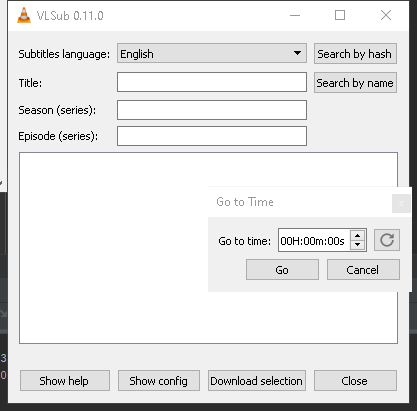 VLSub 0.11.0
Subtitles language: English Search by hash
Title: Search by name
Season (series):
Episode (series):
Go to Time
Go to time: 00H:00m:00s
Go Cancel
Show help Show config Download selection Close